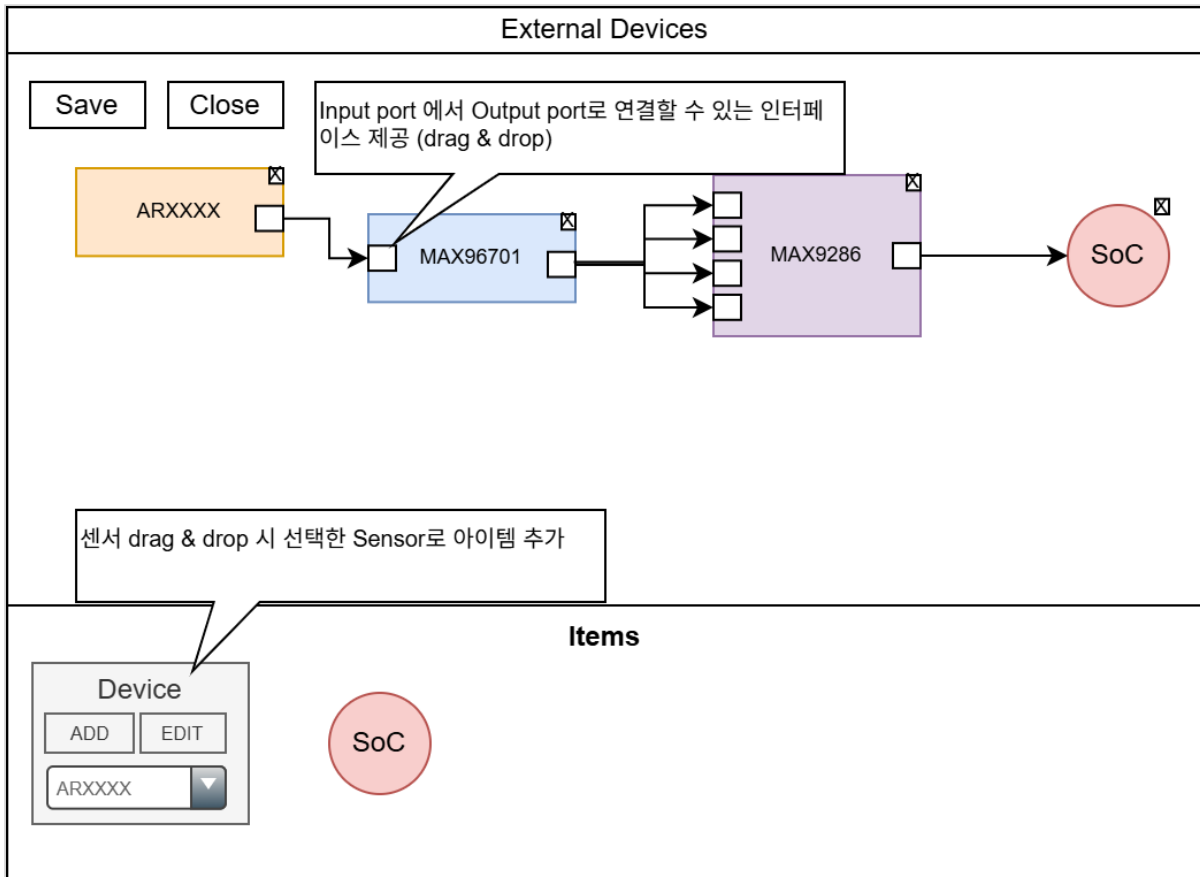 External Devices
Save
Close
Input port 에서 Output port로 연결할 수 있는 인터페
이스 제공 (drag & drop)
ARXXXX
MAX96701
MAX9286
SoC
센서 drag & drop 시 선택한 Sensor로 아이템 추가
Items
Device
ADD
EDIT
ARXXXX
SoC